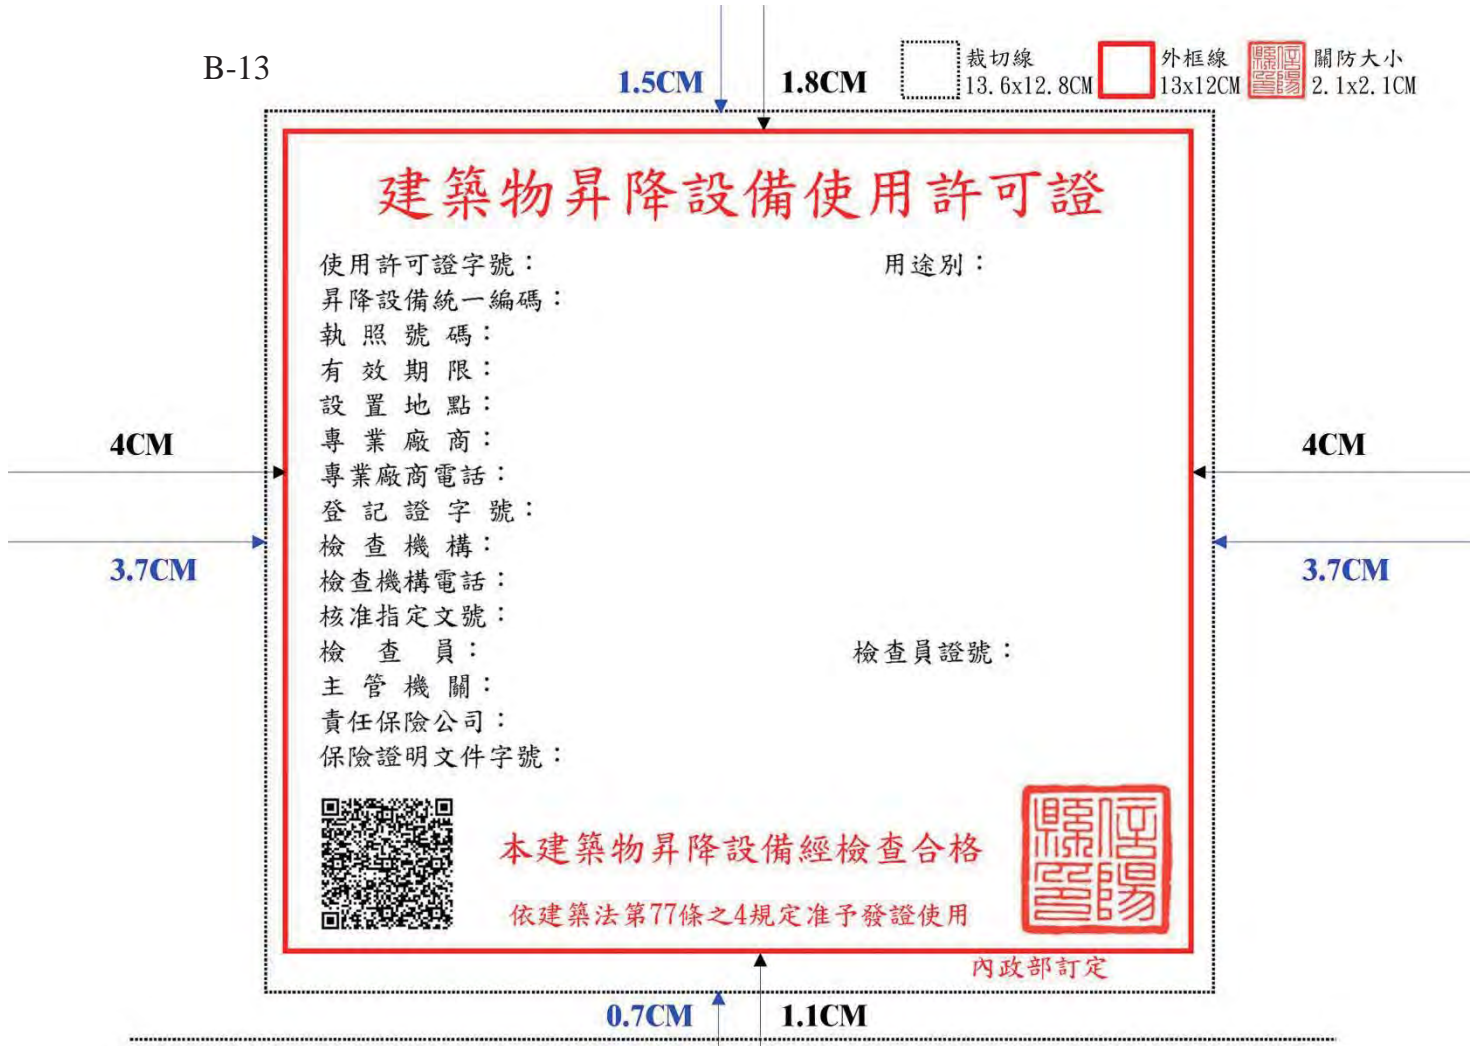 B-13
1.5CM
1.8CM
裁切線
13.6x12.8CM
外框線
13x12CM
關防大小
2.1x2.1CM
建築物昇降設備使用許可證
使用許可證字號：
用途別：
昇降設備統一編碼：
執照號碼：
有效期限：
設置地點：
專業廠商：
專業廠商電話：
登記證字號：
檢查機構：
檢查機構電話：
核准指定文號：
檢查員：
檢查員證號：
主管機關：
責任保險公司：
保險證明文件字號：
4CM
4CM
3.7CM
3.7CM
本建築物昇降設備經檢查合格
依建築法第77條之4規定准予發證使用
內政部訂定
0.7CM
1.1CM